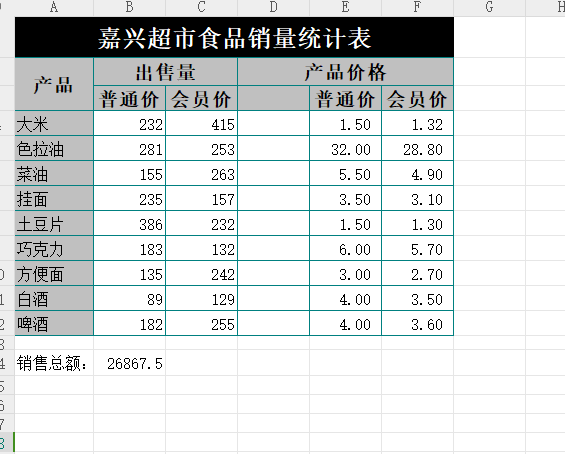 A B C D E F G H
嘉兴超市食品销量统计表
产品 出售量 产品价格
普通价 会员价 普通价 会员价
大米 232 415 1.50 1.32
色拉油 281 253 32.00 28.80
菜油 155 263 5.50 4.90
挂面 235 157 3.50 3.10
土豆片 386 232 1.50 1.30
巧克力 183 132 6.00 5.70
方便面 135 242 3.00 2.70
白酒 89 129 4.00 3.50
啤酒 182 255 4.00 3.60
销售总额: 26867.5